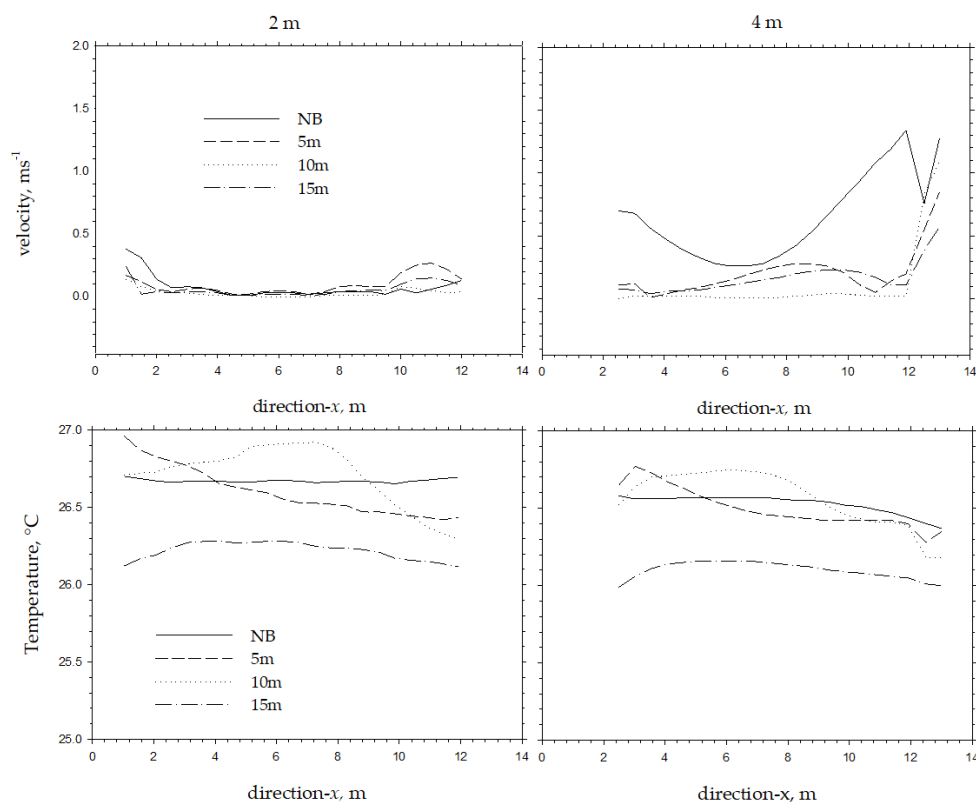 2 m
4 m
velocity, ms-1
2.0
1.5
1.0
0.5
0.0
NB
5m
10m
15m
0 2 4 6 8 10 12 14
0 2 4 6 8 10 12 14
direction-x, m
direction-x, m
Temperature, °C
27.0
26.5
26.0
25.5
25.0
NB
5m
10m
15m
0 2 4 6 8 10 12 14
0 2 4 6 8 10 12 14
direction-x, m
direction-x, m